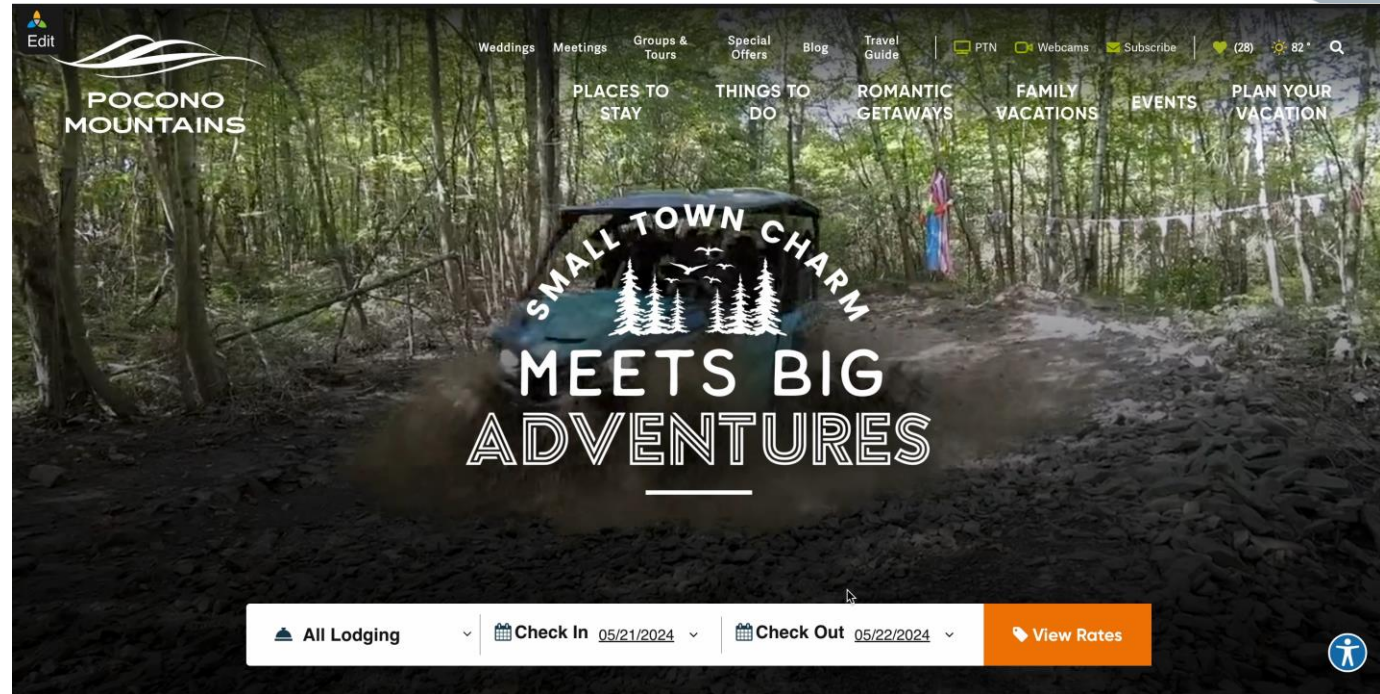 Edit
POCONO
MOUNTAINS
Weddings Meetings Groups & Tours Special Offers Blog Travel Guide PTN Webcams Subscribe (28) 82°
PLACES TO STAY THINGS TO DO ROMANTIC GETAWAYS FAMILY VACATIONS EVENTS PLAN YOUR VACATION
SMALL TOWN CHARM
MEETS BIG
ADVENTURES
All Lodging Check In 05/21/2024 Check Out 05/22/2024 View Rates